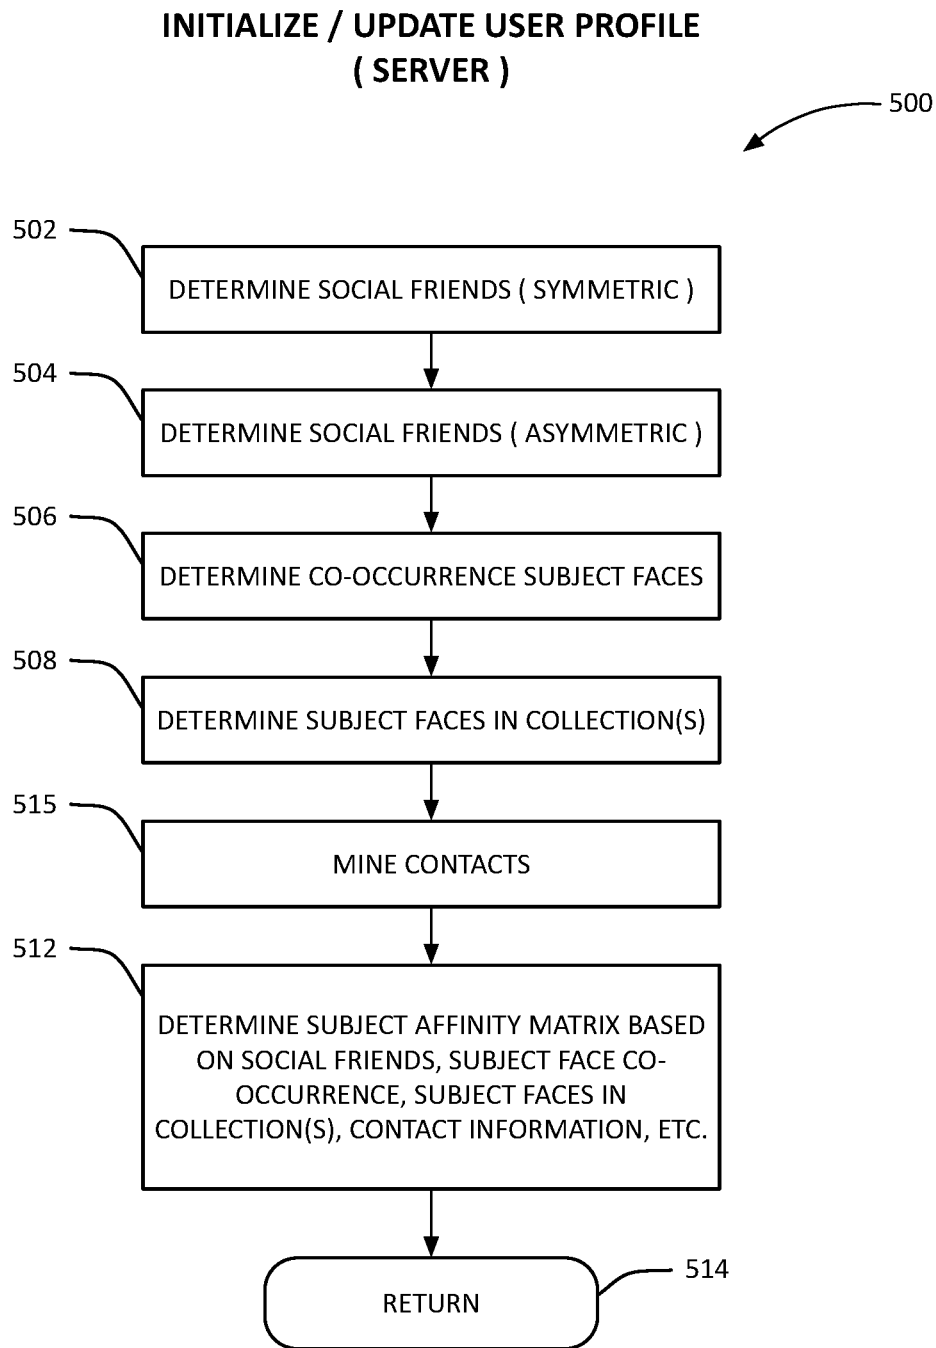 INITIALIZE / UPDATE USER PROFILE
( SERVER )
500
502
DETERMINE SOCIAL FRIENDS ( SYMMETRIC )
504
DETERMINE SOCIAL FRIENDS ( ASYMMETRIC )
506
DETERMINE CO-OCCURRENCE SUBJECT FACES
508
DETERMINE SUBJECT FACES IN COLLECTION(S)
515
MINE CONTACTS
512
DETERMINE SUBJECT AFFINITY MATRIX BASED
ON SOCIAL FRIENDS, SUBJECT FACE CO-
OCCURRENCE, SUBJECT FACES IN
COLLECTION(S), CONTACT INFORMATION, ETC.
514
RETURN